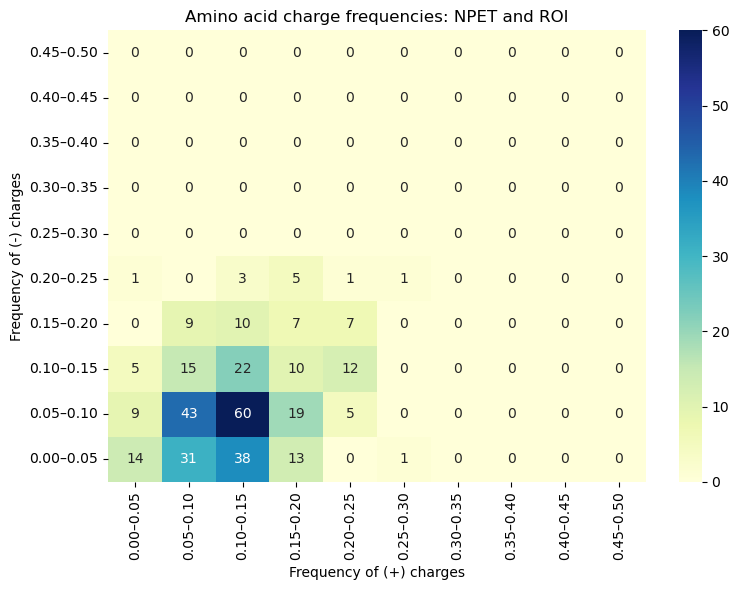 Amino acid charge frequencies: NPET and ROI
Frequency of (-) charges
0.45–0.50 0 0 0 0 0 0 0 0 0 0
0.40–0.45 0 0 0 0 0 0 0 0 0 0
0.35–0.40 0 0 0 0 0 0 0 0 0 0
0.30–0.35 0 0 0 0 0 0 0 0 0 0
0.25–0.30 0 0 0 0 0 0 0 0 0 0
0.20–0.25 1 0 3 5 1 1 0 0 0 0
0.15–0.20 0 9 10 7 7 0 0 0 0 0
0.10–0.15 5 15 22 10 12 0 0 0 0 0
0.05–0.10 9 43 60 19 5 0 0 0 0 0
0.00–0.05 14 31 38 13 0 1 0 0 0 0
0.00–0.05 0.05–0.10 0.10–0.15 0.15–0.20 0.20–0.25 0.25–0.30 0.30–0.35 0.35–0.40 0.40–0.45 0.45–0.50
Frequency of (+) charges
60
50
40
30
20
10
0